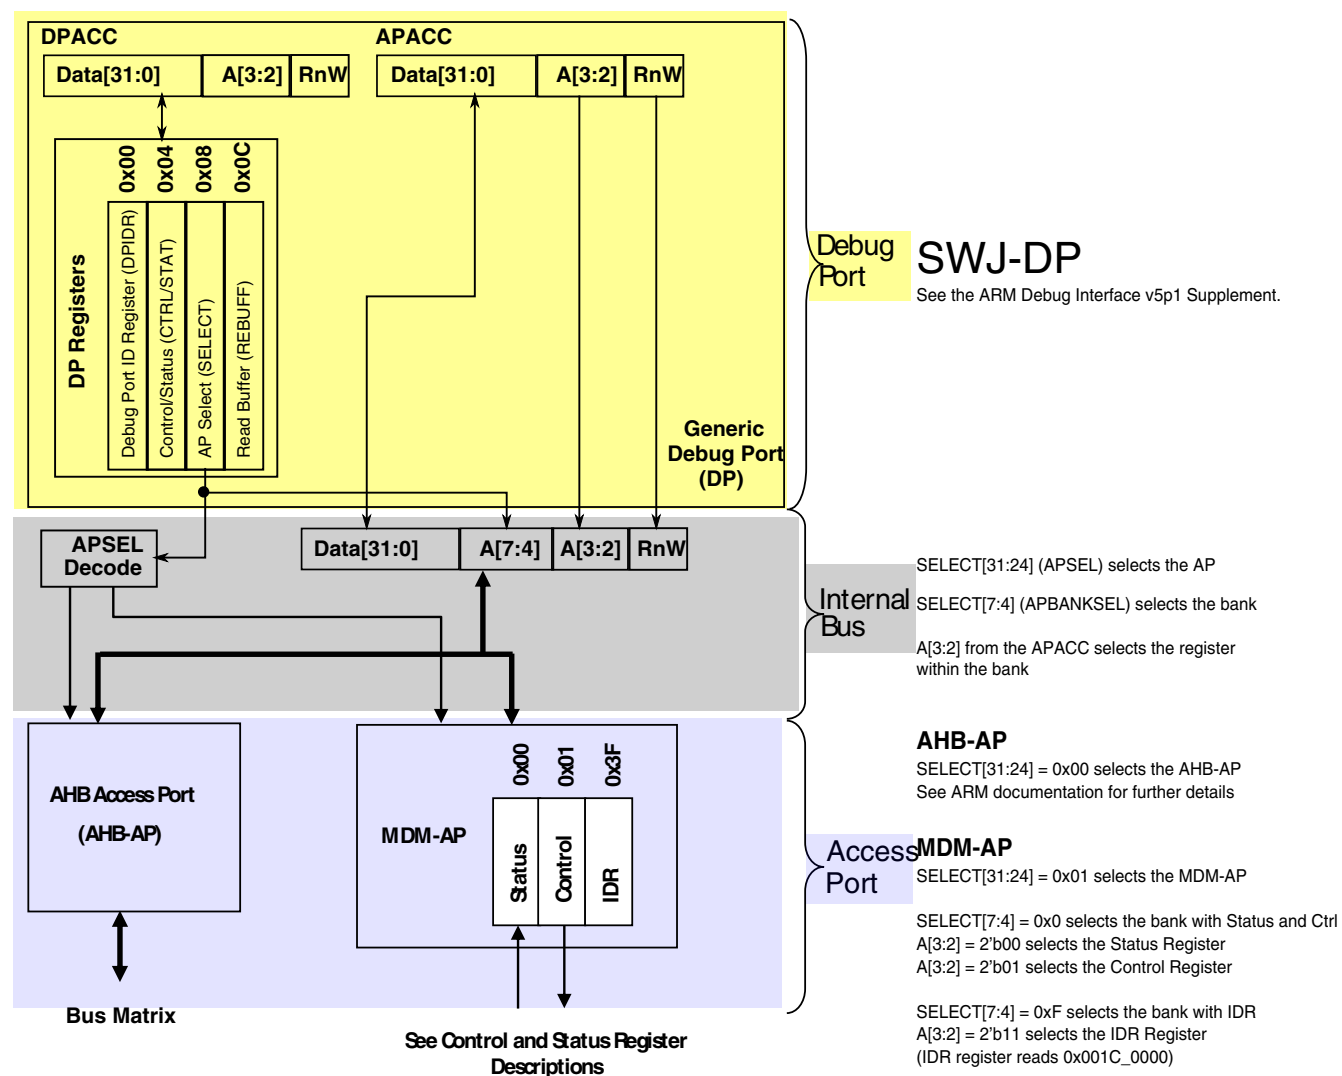 DPACC
APACC
Data[31:0] A[3:2] RnW
Data[31:0] A[3:2] RnW
0x00
0x04
0x08
0x0C
DP Registers
Debug Port ID Register (DPIDR)
Control/Status (CTRL/STAT)
AP Select (SELECT)
Read Buffer (REBUFF)
Generic
Debug Port
(DP)
Debug
Port
SWJ-DP
See the ARM Debug Interface v5p1 Supplement.
APSEL
Decode
Data[31:0] A[7:4] A[3:2] RnW
Internal
Bus
SELECT[31:24] (APSEL) selects the AP
SELECT[7:4] (APBANKSEL) selects the bank
A[3:2] from the APACC selects the register
within the bank
AHB Access Port
(AHB-AP)
MDM-AP
0x00
0x01
0x3F
Status
Control
IDR
Bus Matrix
See Control and Status Register
Descriptions
Access
Port
AHB-AP
SELECT[31:24] = 0x00 selects the AHB-AP
See ARM documentation for further details
MDM-AP
SELECT[31:24] = 0x01 selects the MDM-AP
SELECT[7:4] = 0x0 selects the bank with Status and Ctrl
A[3:2] = 2'b00 selects the Status Register
A[3:2] = 2'b01 selects the Control Register
SELECT[7:4] = 0xF selects the bank with IDR
A[3:2] = 2'b11 selects the IDR Register
(IDR register reads 0x001C_0000)